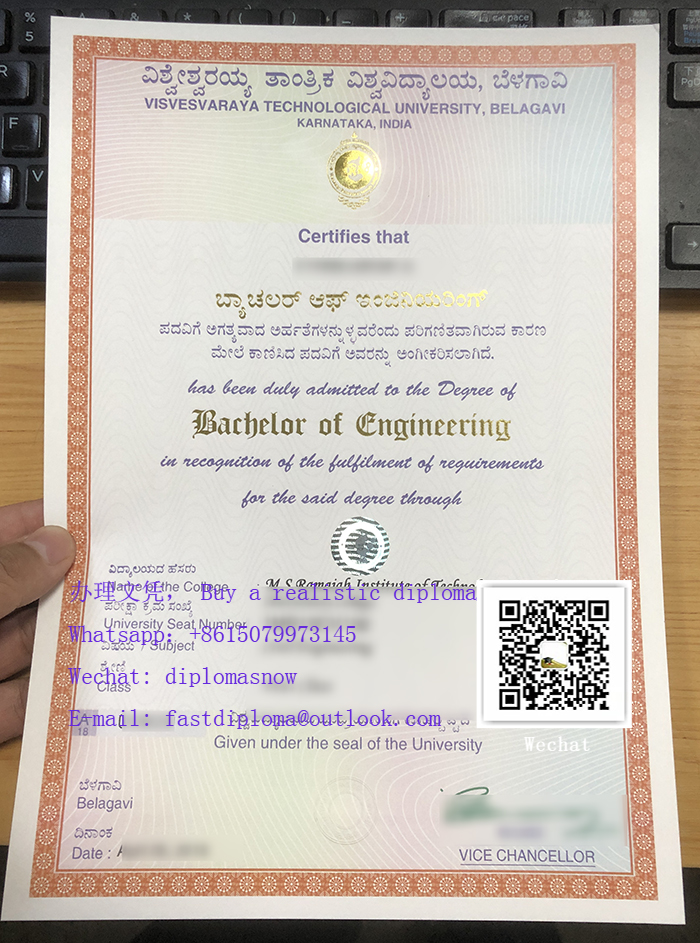 ವಿಶ್ವೇಶ್ವರಯ್ಯ ತಾಂತ್ರಿಕ ವಿಶ್ವವಿದ್ಯಾಲಯ, ಬೆಳಗಾವಿ
VISVESVARAYA TECHNOLOGICAL UNIVERSITY, BELAGAVI
KARNATAKA, INDIA
Certifies that
ಬ್ಯಾಚಲರ್ ಆಫ್ ಇಂಜಿನಿಯರಿಂಗ್
ಪದವಿಗೆ ಅಗತ್ಯವಾದ ಅರ್ಹತೆಗಳನ್ನುಳ್ಳವರೆಂದು ಪರಿಗಣಿತವಾಗಿರುವ ಕಾರಣ
ಮೇಲೆ ಕಾಣಿಸಿದ ಪದವಿಗೆ ಅವರನ್ನು ಅಂಗೀಕರಿಸಲಾಗಿದೆ.
has been duly admitted to the Degree of
Bachelor of Engineering
in recognition of the fulfilment of requirements
for the said degree through
ವಿದ್ಯಾಲಯದ ಹೆಸರು
Name of the College : M.S.Ramaiah Institute of
办理文凭， Buy a realistic diploma
ಪರೀಕ್ಷಾ ಕ್ರಮ ಸಂಖ್ಯೆ
University Seat Number
Whatsapp: +8615079973145
ವಿಷಯ / Subject
ಶ್ರೇಣಿ
Wechat: diplomasnow
Class
E-mail: fastdiploma@outlook.com
Given under the seal of the University
Wechat
ಬೆಳಗಾವಿ
Belagavi
ದಿನಾಂಕ
Date :
VICE CHANCELLOR